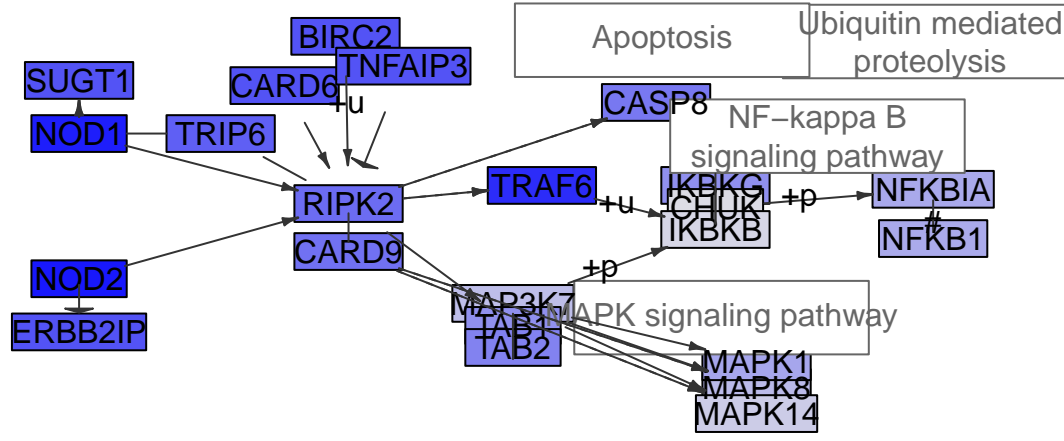 BIRC2
Apoptosis
Ubiquitin mediated
proteolysis
TNFAIP3
SUGT1
CARD6
+u
CASP8
NOD1
TRIP6
NF−kappa B
signaling pathway
RIPK2
TRAF6
+u
IKBKG
CHUK
IKBKB
+p
NFKBIA
#
NFKB1
CARD9
NOD2
+p
ERBB2IP
MAP3K7
TAB1
TAB2
MAPK signaling pathway
MAPK1
MAPK8
MAPK14